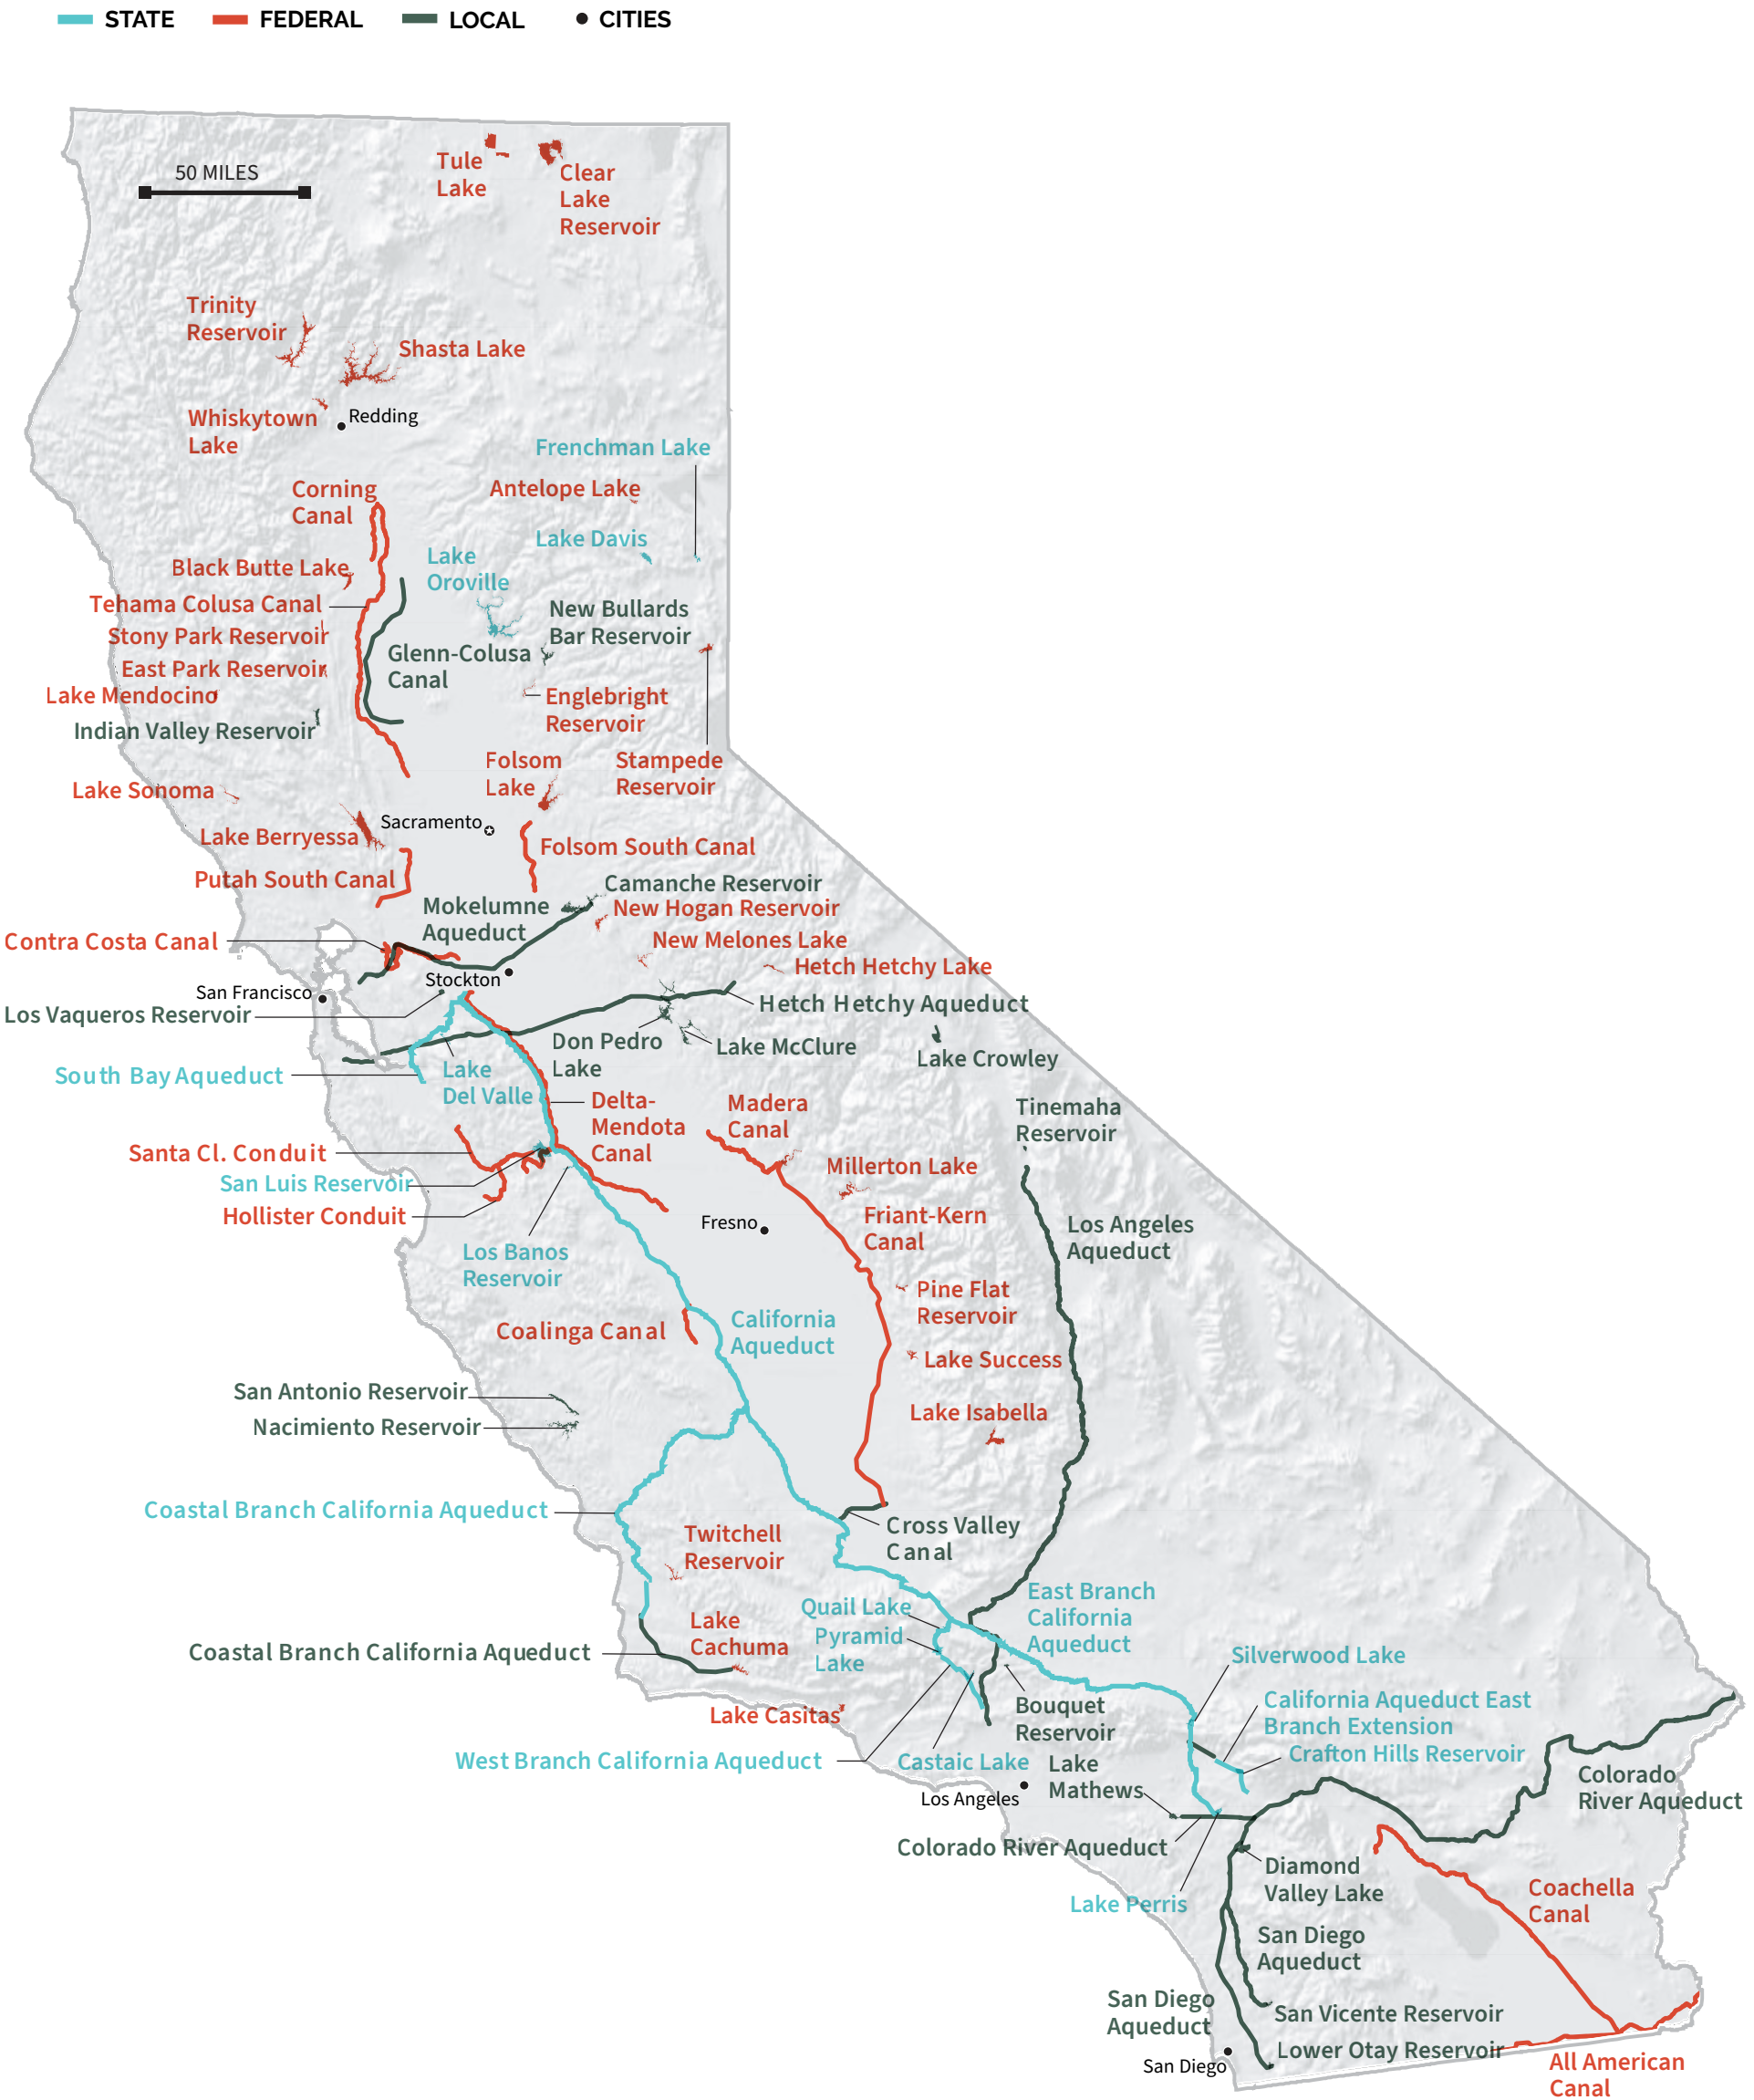 STATE FEDERAL LOCAL CITIES
50 MILES
Tule
Lake
Clear
Lake
Reservoir
Trinity
Reservoir
Shasta Lake
Whiskytown
Lake
Redding
Frenchman Lake
Corning
Canal
Antelope Lake
Lake Davis
Lake
Oroville
Black Butte Lake
Tehama Colusa Canal
New Bullards
Bar Reservoir
Stony Park Reservoir
Glenn-Colusa
Canal
East Park Reservoir
Lake Mendocino
Englebright
Reservoir
Indian Valley Reservoir
Folsom
Lake
Stampede
Reservoir
Lake Sonoma
Sacramento
Lake Berryessa
Folsom South Canal
Putah South Canal
Camanche Reservoir
Mokelumne
Aqueduct
New Hogan Reservoir
Contra Costa Canal
New Melones Lake
Hetch Hetchy Lake
Stockton
San Francisco
Los Vaqueros Reservoir
Hetch Hetchy Aqueduct
Don Pedro
Lake
Lake McClure
Lake Crowley
South Bay Aqueduct
Lake
Del Valle
Delta-
Mendota
Canal
Madera
Canal
Tinemaha
Reservoir
Santa Cl. Conduit
Millerton Lake
San Luis Reservoir
Hollister Conduit
Fresno
Friant-Kern
Canal
Los Angeles
Aqueduct
Los Banos
Reservoir
Pine Flat
Reservoir
Coalinga Canal
California
Aqueduct
Lake Success
San Antonio Reservoir
Lake Isabella
Nacimiento Reservoir
Coastal Branch California Aqueduct
Cross Valley
Canal
Twitchell
Reservoir
East Branch
California
Aqueduct
Quail Lake
Lake
Cachuma
Pyramid
Lake
Coastal Branch California Aqueduct
Silverwood Lake
Bouquet
Reservoir
California Aqueduct East
Branch Extension
Lake Casitas
West Branch California Aqueduct
Castaic Lake
Crafton Hills Reservoir
Lake
Mathews
Los Angeles
Colorado
River Aqueduct
Colorado River Aqueduct
Diamond
Valley Lake
Lake Perris
Coachella
Canal
San Diego
Aqueduct
San Diego
Aqueduct
San Vicente Reservoir
Lower Otay Reservoir
San Diego
All American
Canal